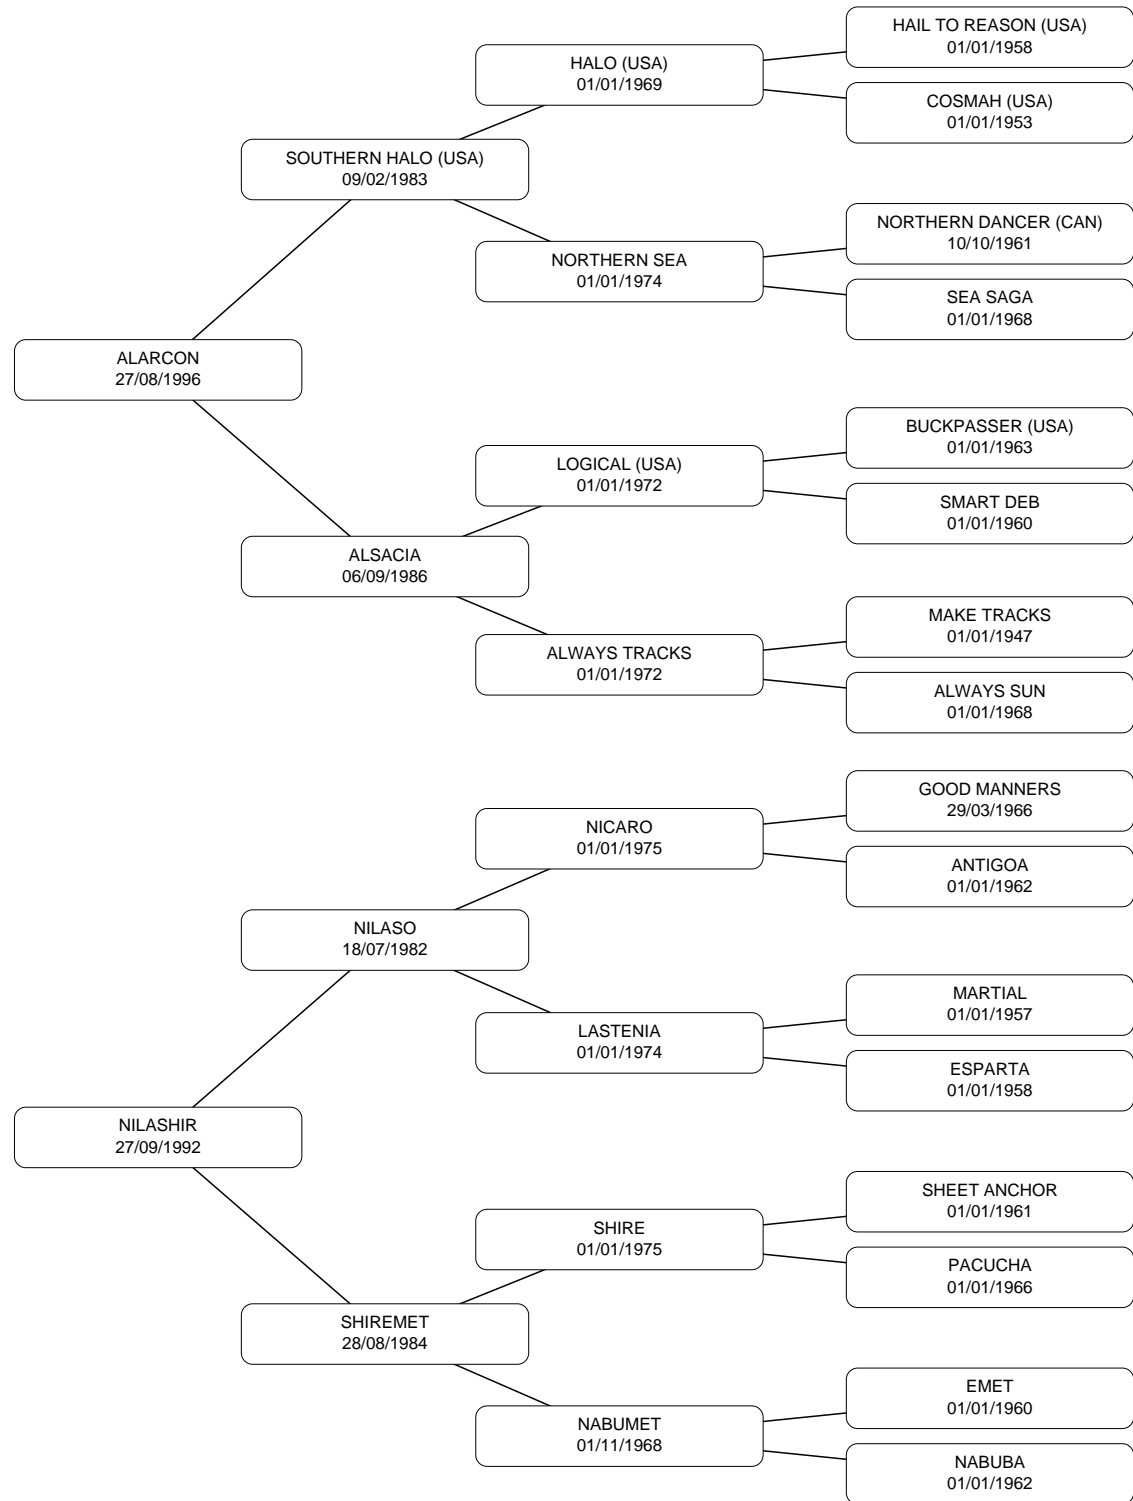 HAIL TO REASON (USA)
01/01/1958
HALO (USA)
01/01/1969
COSMAH (USA)
01/01/1953
SOUTHERN HALO (USA)
09/02/1983
NORTHERN DANCER (CAN)
10/10/1961
NORTHERN SEA
01/01/1974
SEA SAGA
01/01/1968
ALARCON
27/08/1996
BUCKPASSER (USA)
01/01/1963
LOGICAL (USA)
01/01/1972
SMART DEB
01/01/1960
ALSACIA
06/09/1986
MAKE TRACKS
01/01/1947
ALWAYS TRACKS
01/01/1972
ALWAYS SUN
01/01/1968
GOOD MANNERS
29/03/1966
NICARO
01/01/1975
ANTIGOA
01/01/1962
NILASO
18/07/1982
MARTIAL
01/01/1957
LASTENIA
01/01/1974
ESPARTA
01/01/1958
NILASHIR
27/09/1992
SHEET ANCHOR
01/01/1961
SHIRE
01/01/1975
PACUCHA
01/01/1966
SHIREMET
28/08/1984
EMET
01/01/1960
NABUMET
01/11/1968
NABUBA
01/01/1962